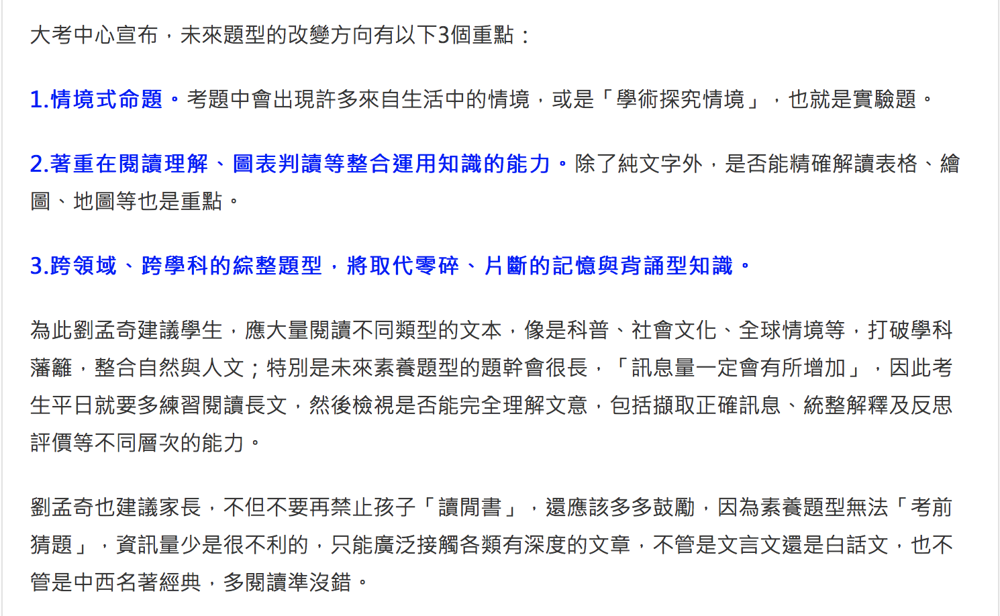 大考中心宣布，未來題型的改變方向有以下3個重點：
1.情境式命題。考題中會出現許多來自生活中的情境，或是「學術探究情境」，也就是實驗題。
2.著重在閱讀理解、圖表判讀等整合運用知識的能力。除了純文字外，是否能精確解讀表格、繪
圖、地圖等也是重點。
3.跨領域、跨學科的綜整題型，將取代零碎、片斷的記憶與背誦型知識。
為此劉孟奇建議學生，應大量閱讀不同類型的文本，像是科普、社會文化、全球情境等，打破學科
藩籬，整合自然與人文；特別是未來素養題型的題幹會很長，「訊息量一定會有所增加」，因此考
生平日就要多練習閱讀長文，然後檢視是否能完全理解文意，包括擷取正確訊息、統整解釋及反思
評價等不同層次的能力。
劉孟奇也建議家長，不但不要再禁止孩子「讀閒書」，還應該多多鼓勵，因為素養題型無法「考前
猜題」，資訊量少是很不利的，只能廣泛接觸各類有深度的文章，不管是文言文還是白話文，也不
管是中西名著經典，多閱讀準沒錯。